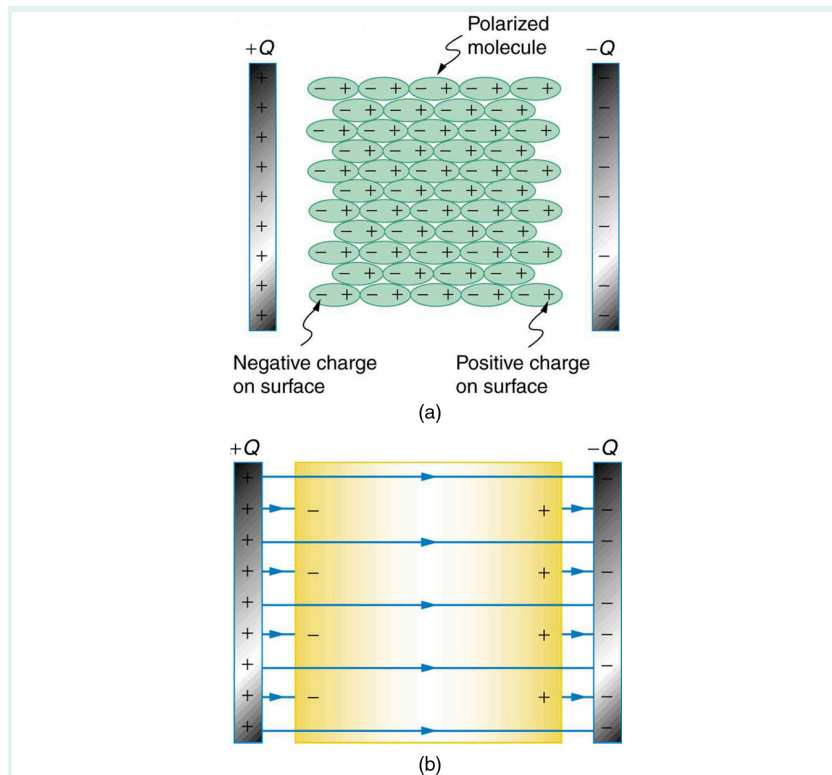 Polarized
molecule
+Q
−Q
Negative charge
on surface
Positive charge
on surface
(a)
+Q
−Q
(b)